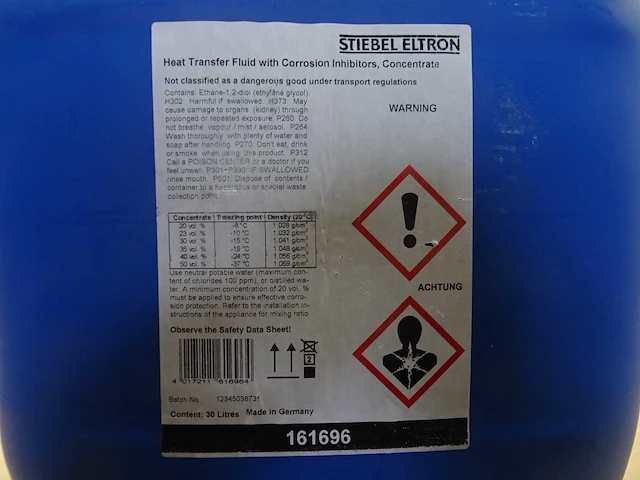 STIEBEL ELTRON
Heat Transfer Fluid with Corrosion Inhibitors, Concentrate
Not classified as a dangerous good under transport regulations
Contains: Ethane-1,2-diol (ethylene glycol)
H302: Harmful if swallowed. H373: May
cause damage to organs (kidney) through
prolonged or repeated exposure. P260: Do
not breathe vapour / mist / aerosol. P264:
Wash thoroughly with plenty of water and
soap after handling. P270: Don't eat, drink
or smoke when using this product. P312
Call a POISON CENTER or a doctor if you
feel unwell. P301+P330: IF SWALLOWED:
rinse mouth. P501: Dispose of contents /
container to a hazardous or special waste
collection point.
WARNING
Concentrate Freezing point Density (20°C)
20 vol. % -8 °C 1.028 g/cm³
23 vol. % -10 °C 1.032 g/cm³
30 vol. % -15 °C 1.041 g/cm³
35 vol. % -19 °C 1.048 g/cm³
40 vol. % -24 °C 1.056 g/cm³
50 vol. % -37 °C 1.069 g/cm³
Use neutral potable water (maximum con-
tent of chlorides 100 ppm), or distilled wa-
ter. A minimum concentration of 20 vol. %
must be applied to ensure effective corro-
sion protection. Refer to the installation in-
structions of the appliance for mixing ratio.
ACHTUNG
Observe the Safety Data Sheet!
2
4 017211 616964
Batch No. 12345036731
Content: 30 Litres Made in Germany
161696